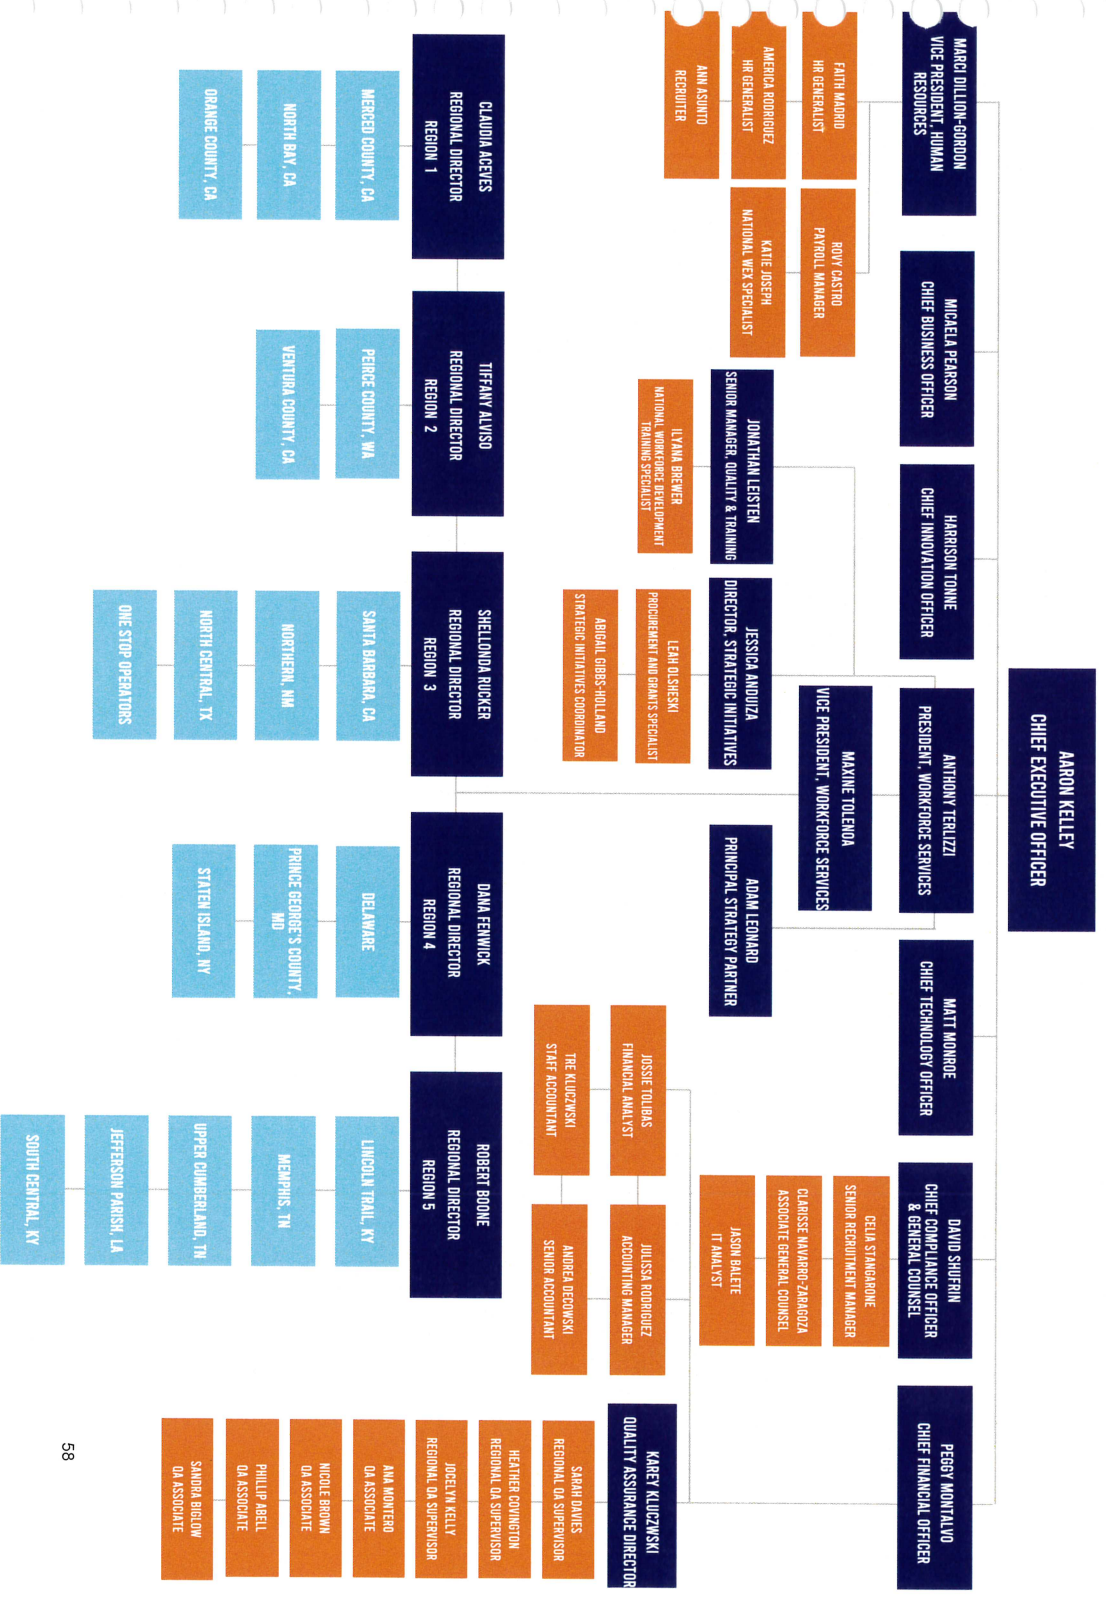 AARON KELLEY
CHIEF EXECUTIVE OFFICER
MARCI DILLION-GORDON
VICE PRESIDENT, HUMAN
RESOURCES
MICAELA PEARSON
CHIEF BUSINESS OFFICER
HARRISON TONNE
CHIEF INNOVATION OFFICER
ANTHONY TERLIZZI
PRESIDENT, WORKFORCE SERVICES
MATT MONROE
CHIEF TECHNOLOGY OFFICER
DAVID SHUFRIN
CHIEF COMPLIANCE OFFICER
& GENERAL COUNSEL
PEGGY MONTALVO
CHIEF FINANCIAL OFFICER
FAITH MADRID
HR GENERALIST
ROVY CASTRO
PAYROLL MANAGER
AMERICA RODRIGUEZ
HR GENERALIST
KATIE JOSEPH
NATIONAL WEX SPECIALIST
ANN ASUNTO
RECRUITER
MAXINE TOLENOA
VICE PRESIDENT, WORKFORCE SERVICES
JONATHAN LEISTEN
SENIOR MANAGER, QUALITY & TRAINING
JESSICA ANDUIZA
DIRECTOR, STRATEGIC INITIATIVES
ADAM LEONARD
PRINCIPAL STRATEGY PARTNER
ILYANA BREWER
NATIONAL WORKFORCE DEVELOPMENT
TRAINING SPECIALIST
LEAH OLSHESKI
PROCUREMENT AND GRANTS SPECIALIST
ABIGAIL GIBBS-HOLLAND
STRATEGIC INITIATIVES COORDINATOR
CELIA STANGARONE
SENIOR RECRUITMENT MANAGER
CLARISSE NAVARRO-ZARAGOZA
ASSOCIATE GENERAL COUNSEL
JASON BALETE
IT ANALYST
JOSSIE TOLIBAS
FINANCIAL ANALYST
JULISSA RODRIGUEZ
ACCOUNTING MANAGER
TRE KLUCZWSKI
STAFF ACCOUNTANT
ANDREA DECOWSKI
SENIOR ACCOUNTANT
KAREY KLUCZWSKI
QUALITY ASSURANCE DIRECTOR
SARAH DAVIES
REGIONAL QA SUPERVISOR
HEATHER COVINGTON
REGIONAL QA SUPERVISOR
JOCELYN KELLY
REGIONAL QA SUPERVISOR
ANA MONTERO
QA ASSOCIATE
NICOLE BROWN
QA ASSOCIATE
PHILLIP ABELL
QA ASSOCIATE
SANDRA BIGLOW
QA ASSOCIATE
CLAUDIA ACEVES
REGIONAL DIRECTOR
REGION 1
MERCED COUNTY, CA
NORTH BAY, CA
ORANGE COUNTY, CA
TIFFANY ALVISO
REGIONAL DIRECTOR
REGION 2
PEIRCE COUNTY, WA
VENTURA COUNTY, CA
SHELLONDA RUCKER
REGIONAL DIRECTOR
REGION 3
SANTA BARBARA, CA
NORTHERN, NM
NORTH CENTRAL, TX
ONE STOP OPERATORS
DANA FENWICK
REGIONAL DIRECTOR
REGION 4
DELAWARE
PRINCE GEORGE'S COUNTY,
MD
STATEN ISLAND, NY
ROBERT BOONE
REGIONAL DIRECTOR
REGION 5
LINCOLN TRAIL, KY
MEMPHIS, TN
UPPER CUMBERLAND, TN
JEFFERSON PARISH, LA
SOUTH CENTRAL, KY
58